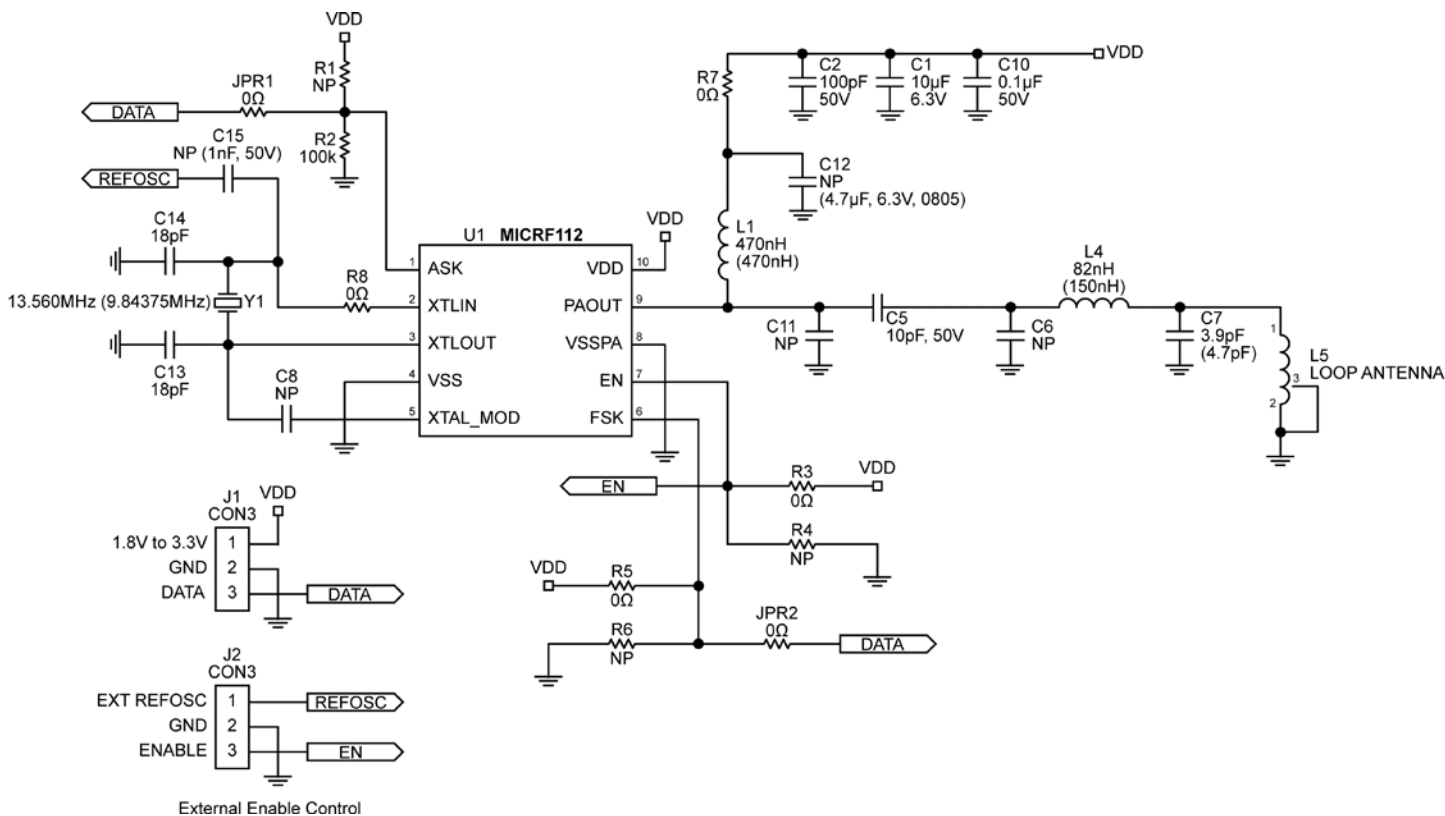 VDD
R1
NP
JPR1
0Ω
DATA
R2
100k
C15
NP (1nF, 50V)
REFOSC
C14
18pF
13.560MHz (9.84375MHz)
Y1
R8
0Ω
C13
18pF
C8
NP
U1 MICRF112
1 ASK
2 XTLIN
3 XTLOUT
4 VSS
5 XTAL_MOD
VDD 10
PAOUT 9
VSSPA 8
EN 7
FSK 6
VDD
R7
0Ω
C2
100pF
50V
C1
10µF
6.3V
C10
0.1µF
50V
VDD
C12
NP
(4.7µF, 6.3V, 0805)
L1
470nH
(470nH)
C11
NP
C5
10pF, 50V
C6
NP
L4
82nH
(150nH)
C7
3.9pF
(4.7pF)
1
3
2
L5
LOOP ANTENNA
EN
R3
0Ω
VDD
R4
NP
VDD
R5
0Ω
R6
NP
JPR2
0Ω
DATA
J1
CON3
VDD
1.8V to 3.3V 1
GND 2
DATA 3
DATA
J2
CON3
EXT REFOSC 1
REFOSC
GND 2
ENABLE 3
EN
External Enable Control